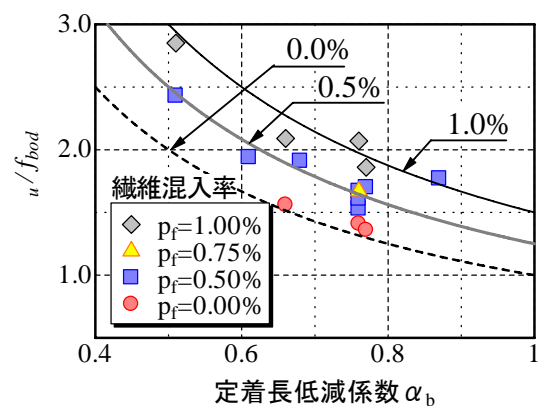 3.0
2.0
1.0
u/f_bod
0.0%
0.5%
1.0%
繊維混入率
p_f=1.00%
p_f=0.75%
p_f=0.50%
p_f=0.00%
0.4 0.6 0.8 1
定着長低減係数 α_b